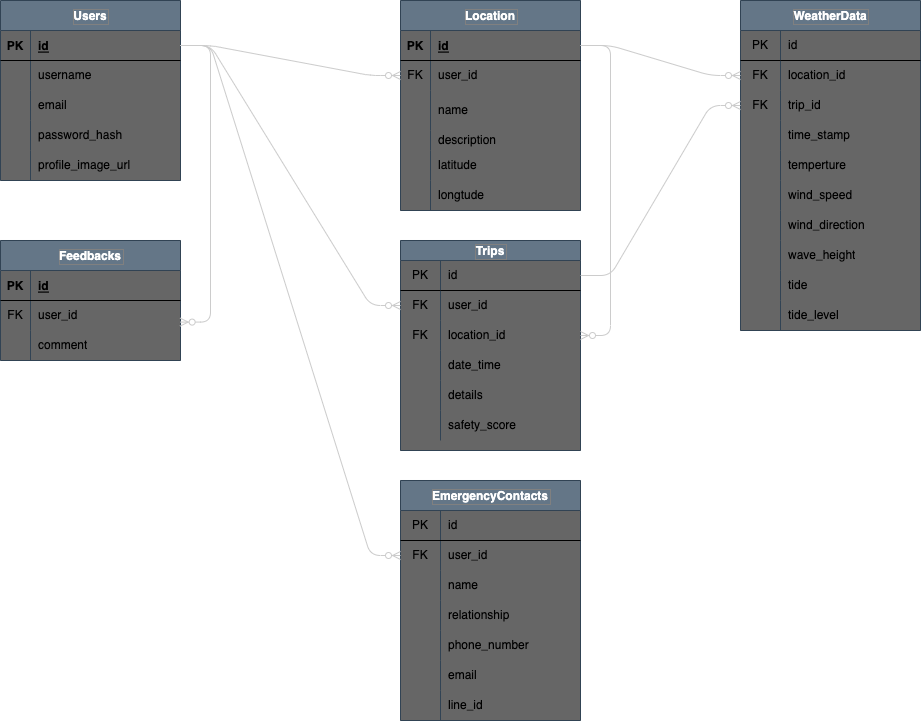 Users
PK id
username
email
password_hash
profile_image_url
Feedbacks
PK id
FK user_id
comment
Location
PK id
FK user_id
name
description
latitude
longtude
Trips
PK id
FK user_id
FK location_id
date_time
details
safety_score
EmergencyContacts
PK id
FK user_id
name
relationship
phone_number
email
line_id
WeatherData
PK id
FK location_id
FK trip_id
time_stamp
temperture
wind_speed
wind_direction
wave_height
tide
tide_level